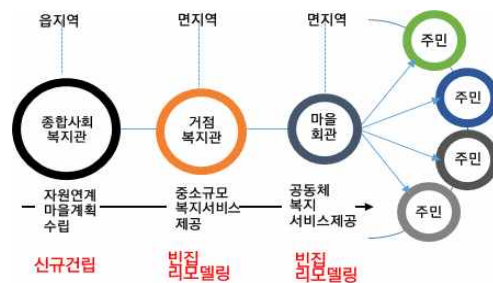 읍지역
면지역
면지역
종합사회
복지관
거점
복지관
마을
회관
주민
주민
주민
주민
자원연계
마을계획
수립
중소규모
복지서비스
제공
공동체
복지
서비스제공
신규건립
빈집
리모델링
빈집
리모델링